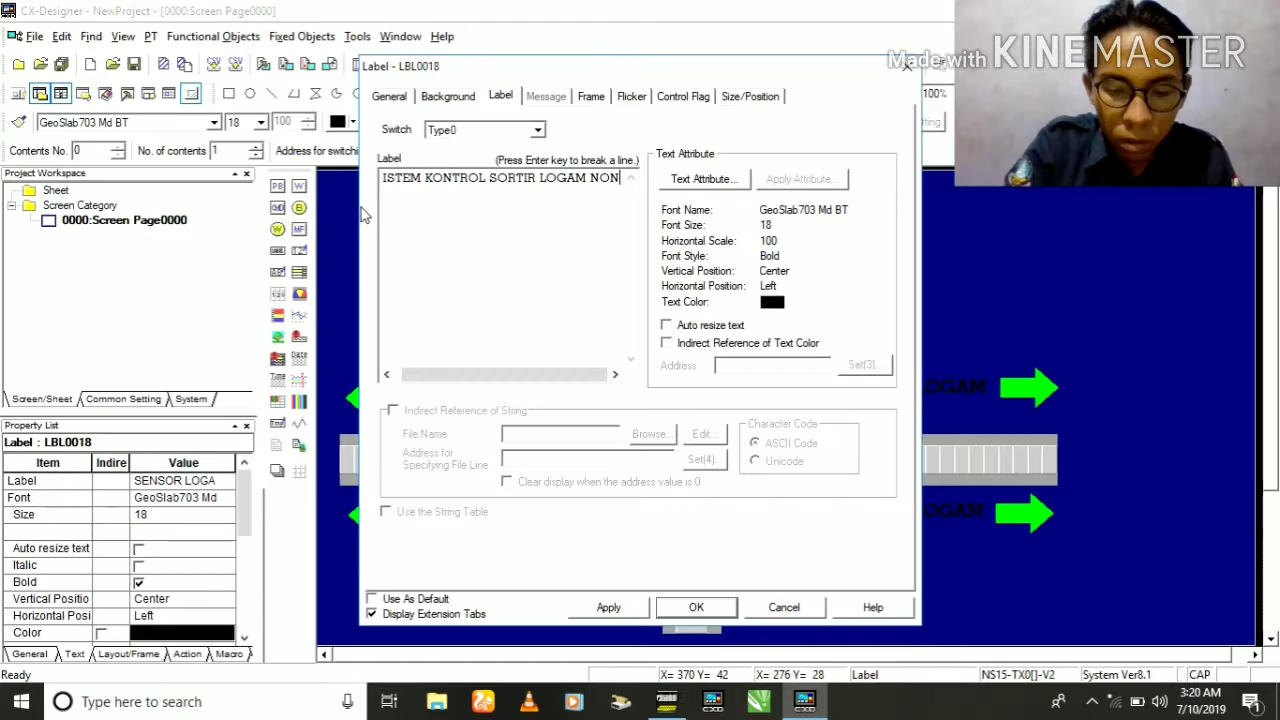 CX-Designer - NewProject - [0000:Screen Page0000]
Made with KINEMASTER
File Edit Find View PT Functional Objects Fixed Objects Tools Window Help
Label - LBL0018
General Background Label Message Frame Flicker Control Flag Size/Position
100%
GeoSlab703 Md BT 18 100
Switch Type0
Contents No. 0 No. of contents 1 Address for switchin
Label (Press Enter key to break a line.)
ISTEM KONTROL SORTIR LOGAM NON
Text Attribute
Text Attribute... Apply Attribute...
Font Name: GeoSlab703 Md BT
Font Size: 18
Horizontal Scale: 100
Font Style: Bold
Vertical Position: Center
Horizontal Position: Left
Text Color:
Auto resize text
Indirect Reference of Text Color
Address Set(3)...
Project Workspace
Sheet
Screen Category
0000:Screen Page0000
Screen/Sheet Common Setting System
Indirect Reference of String
File Name Browse... Edit...
Address for Specifying File Line Set(4)...
Clear display when the address value is 0
Character Code
ASCII Code
Unicode
Use the String Table
Use As Default
Display Extension Tabs
Apply OK Cancel Help
OGAM
OGAM
Property List
Label : LBL0018
Item Indire Value
Label SENSOR LOGA
Font GeoSlab703 Md
Size 18
Auto resize text
Italic
Bold
Vertical Positio Center
Horizontal Posi Left
Color
General Text Layout/Frame Action Macro
Ready X= 370 Y= 42 X= 276 Y= 28 Label NS15-TX0[]-V2 System Ver8.1 CAP
Type here to search
3:20 AM
7/10/2019